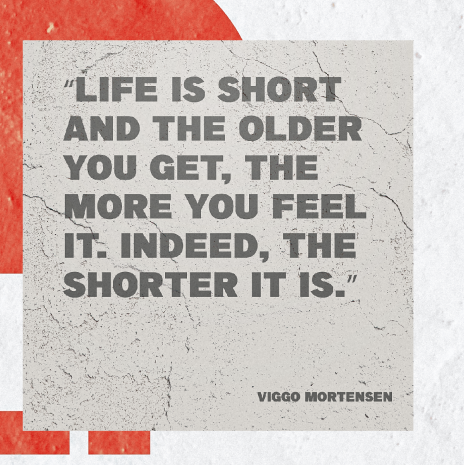 “LIFE IS SHORT
AND THE OLDER
YOU GET, THE
MORE YOU FEEL
IT. INDEED, THE
SHORTER IT IS.”
VIGGO MORTENSEN